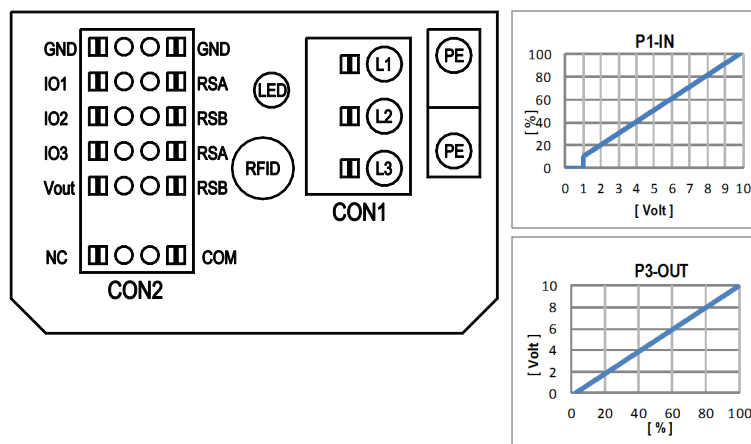 GND GND
IO1 RSA
IO2 RSB
IO3 RSA
Vout RSB
NC COM
CON2
LED
RFID
L1
L2
L3
CON1
PE
PE
P1-IN
[ % ]
100
80
60
40
20
0
0 1 2 3 4 5 6 7 8 9 10
[ Volt ]
P3-OUT
[ Volt ]
10
8
6
4
2
0
0 20 40 60 80 100
[ % ]